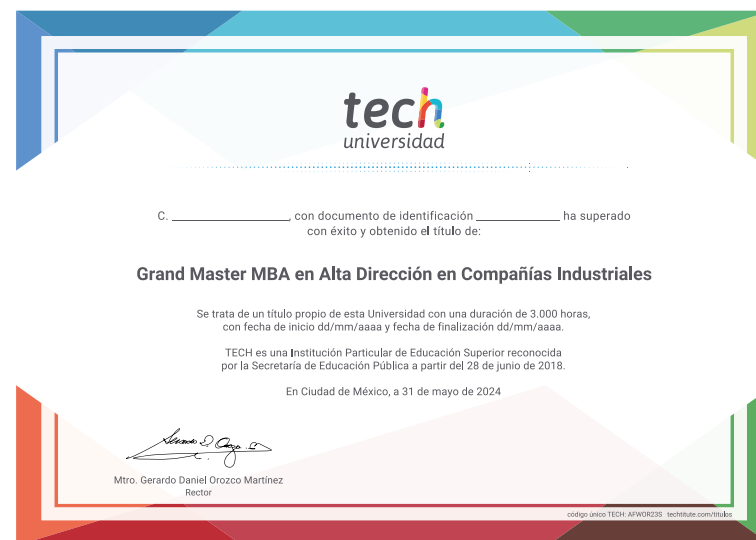 tech
universidad
C. ____________________, con documento de identificación ______________ ha superado
con éxito y obtenido el título de:
Grand Master MBA en Alta Dirección en Compañías Industriales
Se trata de un título propio de esta Universidad con una duración de 3.000 horas,
con fecha de inicio dd/mm/aaaa y fecha de finalización dd/mm/aaaa.
TECH es una Institución Particular de Educación Superior reconocida
por la Secretaría de Educación Pública a partir del 28 de junio de 2018.
En Ciudad de México, a 31 de mayo de 2024
Mtro. Gerardo Daniel Orozco Martínez
Rector
código único TECH: AFWOR23S techtitute.com/titulos